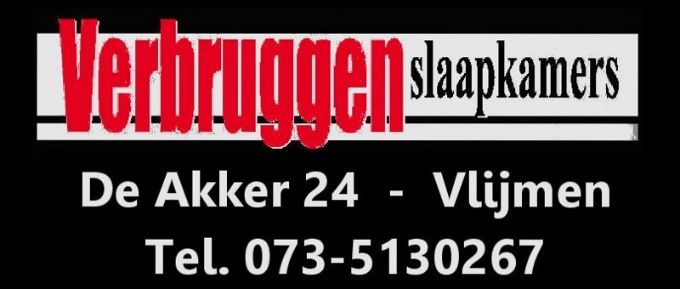 Verbruggen slaapkamers
De Akker 24 - Vlijmen
Tel. 073-5130267